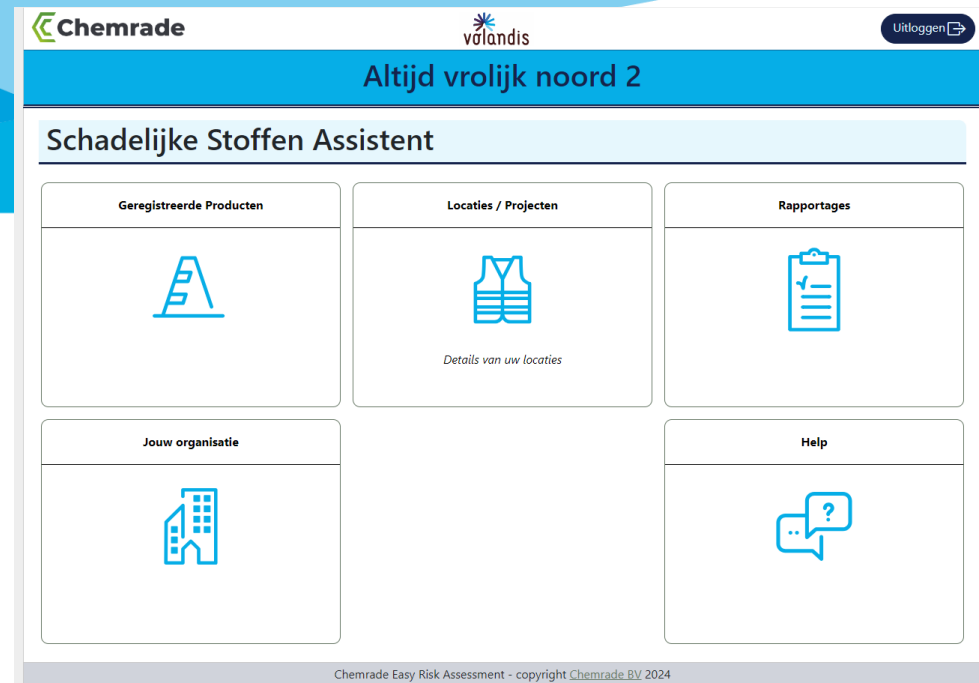 Chemrade
volandis
Uitloggen
Altijd vrolijk noord 2
Schadelijke Stoffen Assistent
Geregistreerde Producten
Locaties / Projecten
Rapportages
Details van uw locaties
Jouw organisatie
Help
?
Chemrade Easy Risk Assessment - copyright Chemrade BV 2024